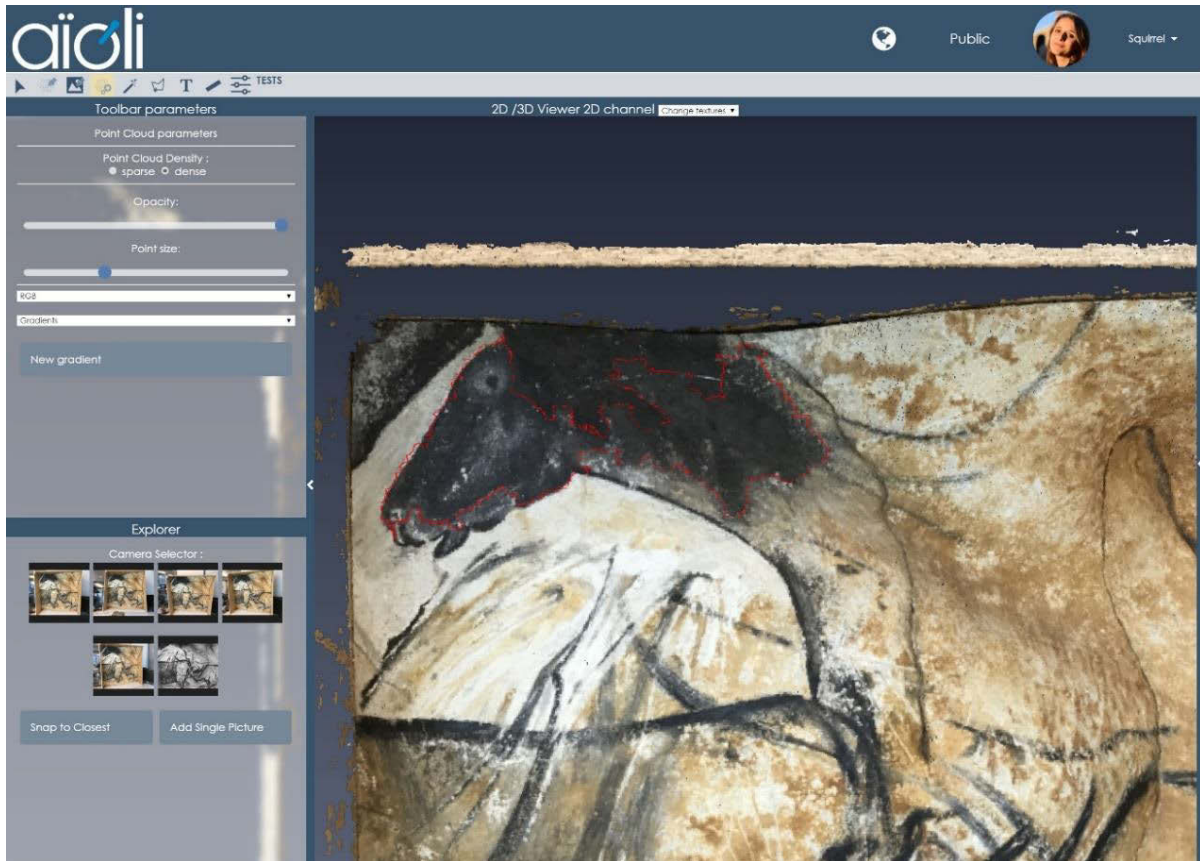 aïoli
Public
Squirrel
T
TESTS
Toolbar parameters
2D /3D Viewer 2D channel Change textures
Point Cloud parameters
Point Cloud Density :
sparse dense
Opacity:
Point size:
RGB
Gradients
New gradient
Explorer
Camera Selector :
Snap to Closest Add Single Picture